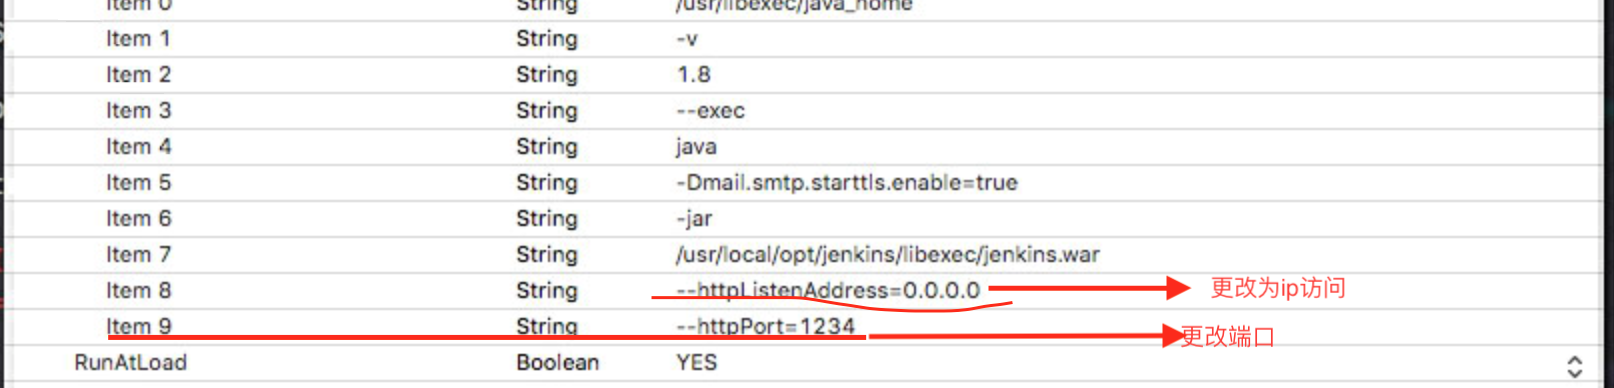 Item 0 String /usr/libexec/java_home
Item 1 String -v
Item 2 String 1.8
Item 3 String --exec
Item 4 String java
Item 5 String -Dmail.smtp.starttls.enable=true
Item 6 String -jar
Item 7 String /usr/local/opt/jenkins/libexec/jenkins.war
Item 8 String --httpListenAddress=0.0.0.0 更改为ip访问
Item 9 String --httpPort=1234 更改端口
RunAtLoad Boolean YES